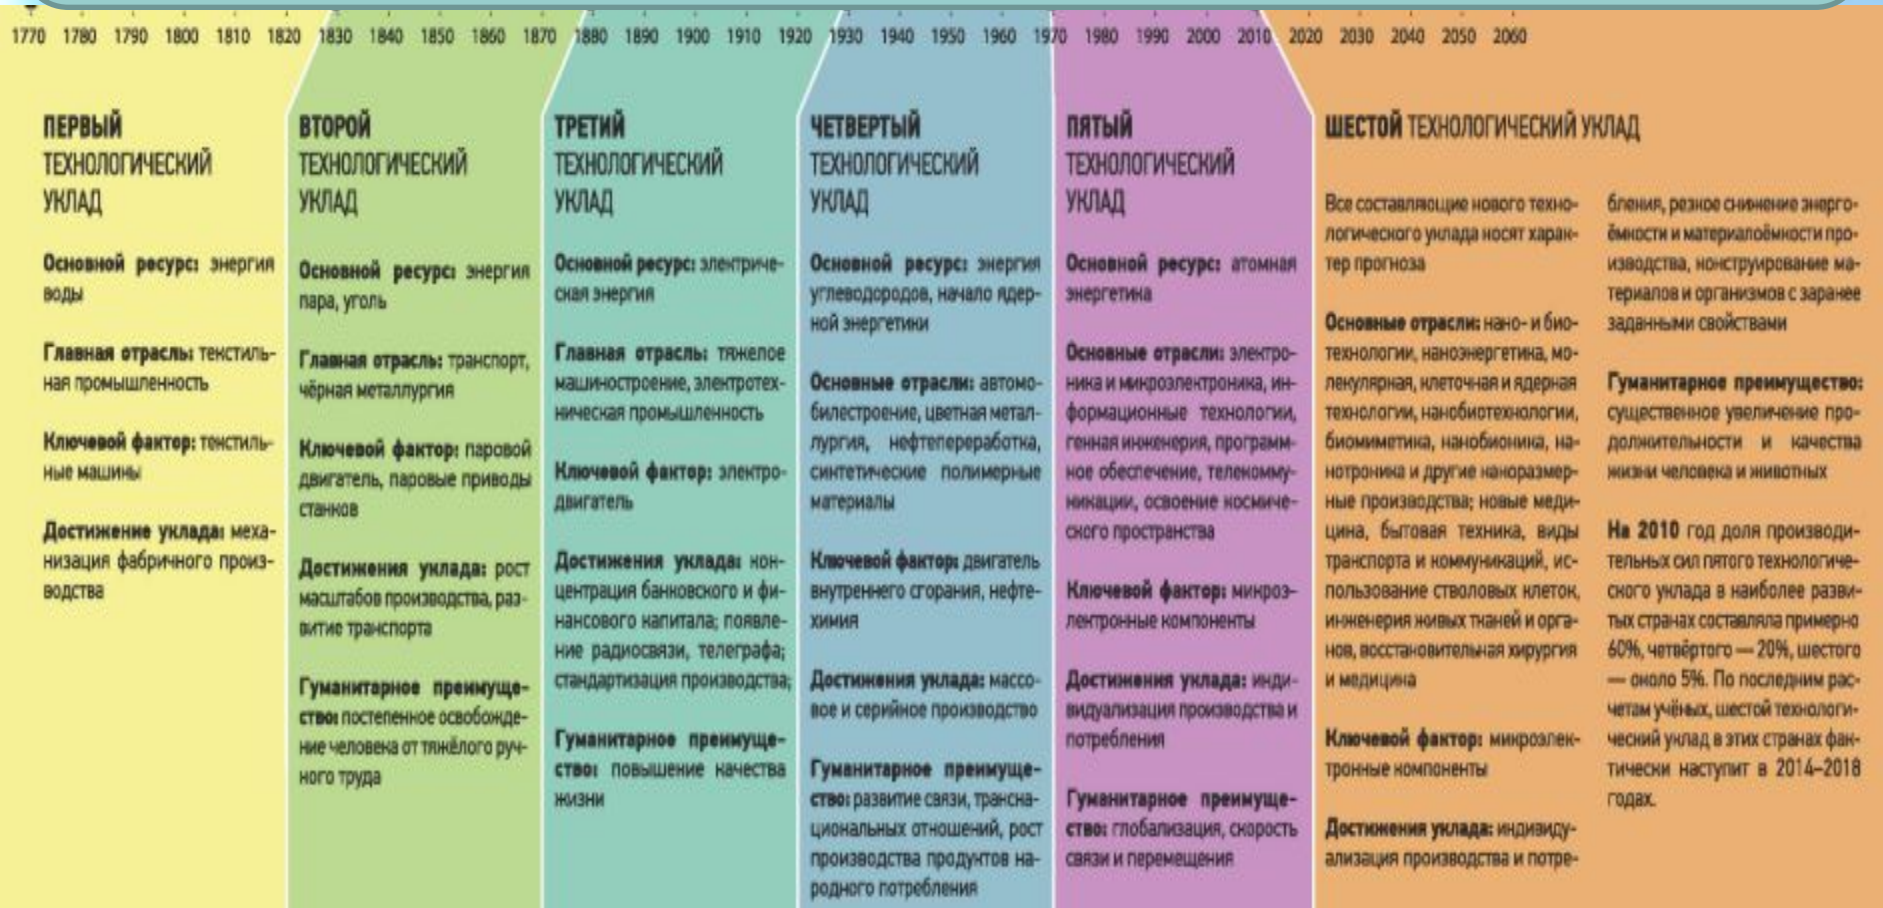 1770 1780 1790 1800 1810 1820 1830 1840 1850 1860 1870 1880 1890 1900 1910 1920 1930 1940 1950 1960 1970 1980 1990 2000 2010 2020 2030 2040 2050 2060
ПЕРВЫЙ
ТЕХНОЛОГИЧЕСКИЙ
УКЛАД
Основной ресурс: энергия
воды
Главная отрасль: текстиль-
ная промышленность
Ключевой фактор: текстиль-
ные машины
Достижение уклада: меха-
низация фабричного произ-
водства
ВТОРОЙ
ТЕХНОЛОГИЧЕСКИЙ
УКЛАД
Основной ресурс: энергия
пара, уголь
Главная отрасль: транспорт,
чёрная металлургия
Ключевой фактор: паровой
двигатель, паровые приводы
станков
Достижения уклада: рост
масштабов производства, раз-
витие транспорта
Гуманитарное преимуще-
ство: постепенное освобожде-
ние человека от тяжёлого руч-
ного труда
ТРЕТИЙ
ТЕХНОЛОГИЧЕСКИЙ
УКЛАД
Основной ресурс: электриче-
ская энергия
Главная отрасль: тяжелое
машиностроение, электротех-
ническая промышленность
Ключевой фактор: электро-
двигатель
Достижения уклада: кон-
центрация банковского и фи-
нансового капитала; появле-
ние радиосвязи, телеграфа;
стандартизация производства;
Гуманитарное преимуще-
ство: повышение качества
жизни
ЧЕТВЕРТЫЙ
ТЕХНОЛОГИЧЕСКИЙ
УКЛАД
Основной ресурс: энергия
углеводородов, начало ядер-
ной энергетики
Основные отрасли: автомо-
билестроение, цветная метал-
лургия, нефтепереработка,
синтетические полимерные
материалы
Ключевой фактор: двигатель
внутреннего сгорания, нефте-
химия
Достижения уклада: массо-
вое и серийное производство
Гуманитарное преимуще-
ство: развитие связи, трансна-
циональных отношений, рост
производства продуктов на-
родного потребления
ПЯТЫЙ
ТЕХНОЛОГИЧЕСКИЙ
УКЛАД
Основной ресурс: атомная
энергетика
Основные отрасли: электро-
ника и микроэлектроника, ин-
формационные технологии,
генная инженерия, программ-
ное обеспечение, телекомму-
никации, освоение космиче-
ского пространства
Ключевой фактор: микроэ-
лектронные компоненты
Достижения уклада: инди-
видуализация производства и
потребления
Гуманитарное преимуще-
ство: глобализация, скорость
связи и перемещения
ШЕСТОЙ ТЕХНОЛОГИЧЕСКИЙ УКЛАД
Все составляющие нового техно-
логического уклада носят харак-
тер прогноза
Основные отрасли: нано- и био-
технологии, наноэнергетика, мо-
лекулярная, клеточная и ядерная
технологии, нанобиотехнологии,
биомиметика, нанобионика, на-
нотроника и другие наноразмер-
ные производства; новые меди-
цина, бытовая техника, виды
транспорта и коммуникаций, ис-
пользование стволовых клеток,
инженерия живых тканей и орга-
нов, восстановительная хирургия
и медицина
Ключевой фактор: микроэлек-
тронные компоненты
Достижения уклада: индивиду-
ализация производства и потре-
бления, резкое снижение энерго-
ёмкости и материалоёмкости про-
изводства, конструирование ма-
териалов и организмов с заранее
заданными свойствами
Гуманитарное преимущество:
существенное увеличение про-
должительности и качества
жизни человека и животных
На 2010 год доля производи-
тельных сил пятого технологиче-
ского уклада в наиболее разви-
тых странах составляла примерно
60%, четвёртого — 20%, шестого
— около 5%. По последним рас-
четам учёных, шестой технологи-
ческий уклад в этих странах фак-
тически наступит в 2014–2018
годах.